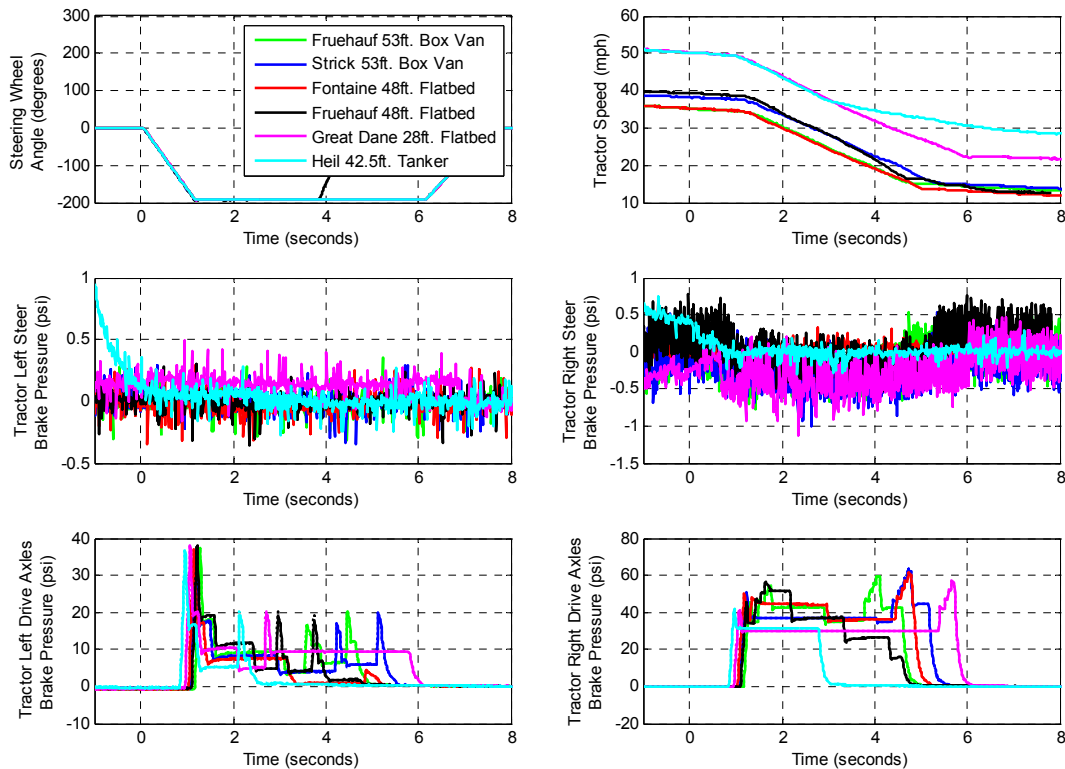 300
200
100
0
-100
-200
0
2
4
6
8
Time (seconds)
Steering Wheel
Angle (degrees)
Fruehauf 53ft. Box Van
Strick 53ft. Box Van
Fontaine 48ft. Flatbed
Fruehauf 48ft. Flatbed
Great Dane 28ft. Flatbed
Heil 42.5ft. Tanker
60
50
40
30
20
10
0
2
4
6
8
Time (seconds)
Tractor Speed (mph)
1
0.5
0
-0.5
0
2
4
6
8
Time (seconds)
Tractor Left Steer
Brake Pressure (psi)
1
0.5
0
-0.5
-1
-1.5
0
2
4
6
8
Time (seconds)
Tractor Right Steer
Brake Pressure (psi)
40
30
20
10
0
-10
0
2
4
6
8
Time (seconds)
Tractor Left Drive Axles
Brake Pressure (psi)
80
60
40
20
0
-20
0
2
4
6
8
Time (seconds)
Tractor Right Drive Axles
Brake Pressure (psi)